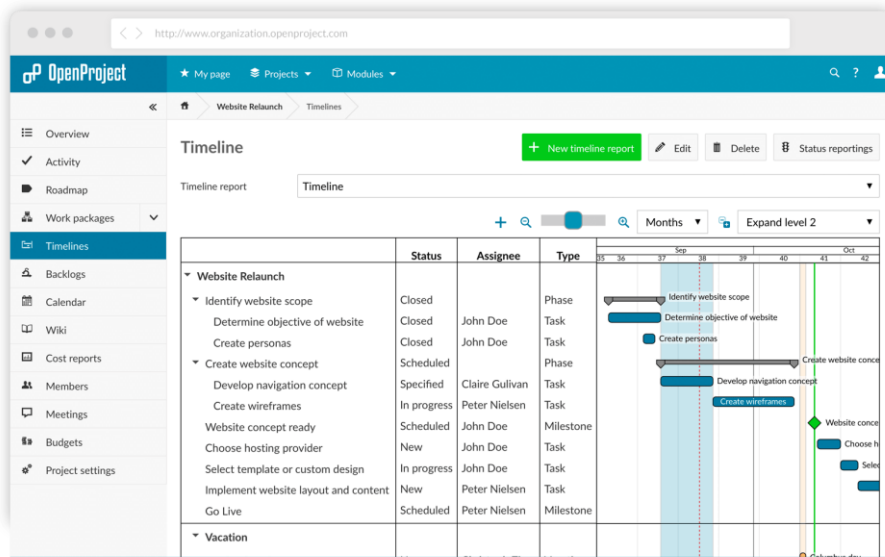 http://www.organization.openproject.com
OpenProject
My page Projects Modules ?
Website Relaunch Timelines
Overview
Activity
Roadmap
Work packages
Timelines
Backlogs
Calendar
Wiki
Cost reports
Members
Meetings
Budgets
Project settings
Timeline
+ New timeline report Edit Delete Status reportings
Timeline report Timeline
Months Expand level 2
Sep Oct
Status Assignee Type 35 36 37 38 39 40 41 42
Website Relaunch
Identify website scope Closed Phase Identify website scope
Determine objective of website Closed John Doe Task Determine objective of website
Create personas Closed John Doe Task Create personas
Create website concept Scheduled Phase Create website conce
Develop navigation concept Specified Claire Gulivan Task Develop navigation concept
Create wireframes In progress Peter Nielsen Task Create wireframes
Website concept ready Scheduled John Doe Milestone Website conce
Choose hosting provider New John Doe Task Choose h
Select template or custom design In progress John Doe Task Selec
Implement website layout and content New Peter Nielsen Task
Go Live Scheduled Peter Nielsen Milestone
Vacation
Columbus day